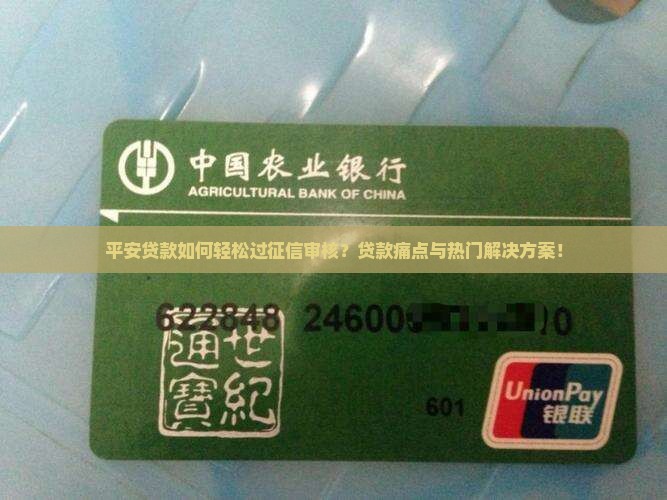 中国农业银行
AGRICULTURAL BANK OF CHINA
平安贷款如何轻松过征信审核？贷款痛点与热门解决方案！
622848 24600 0
世紀
通寶
601
UnionPay
银联